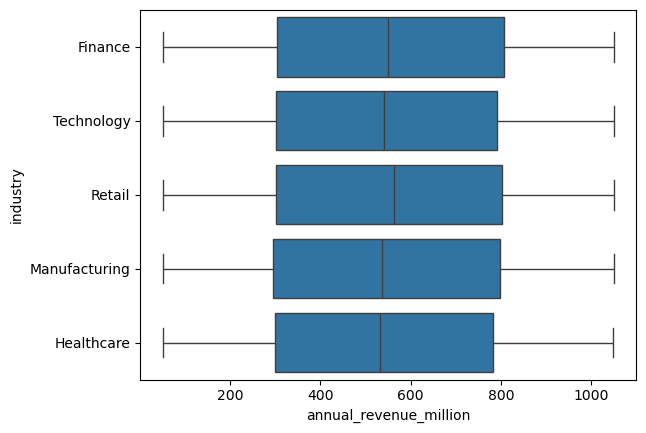 Finance
Technology
Retail
Manufacturing
Healthcare
industry
200 400 600 800 1000
annual_revenue_million